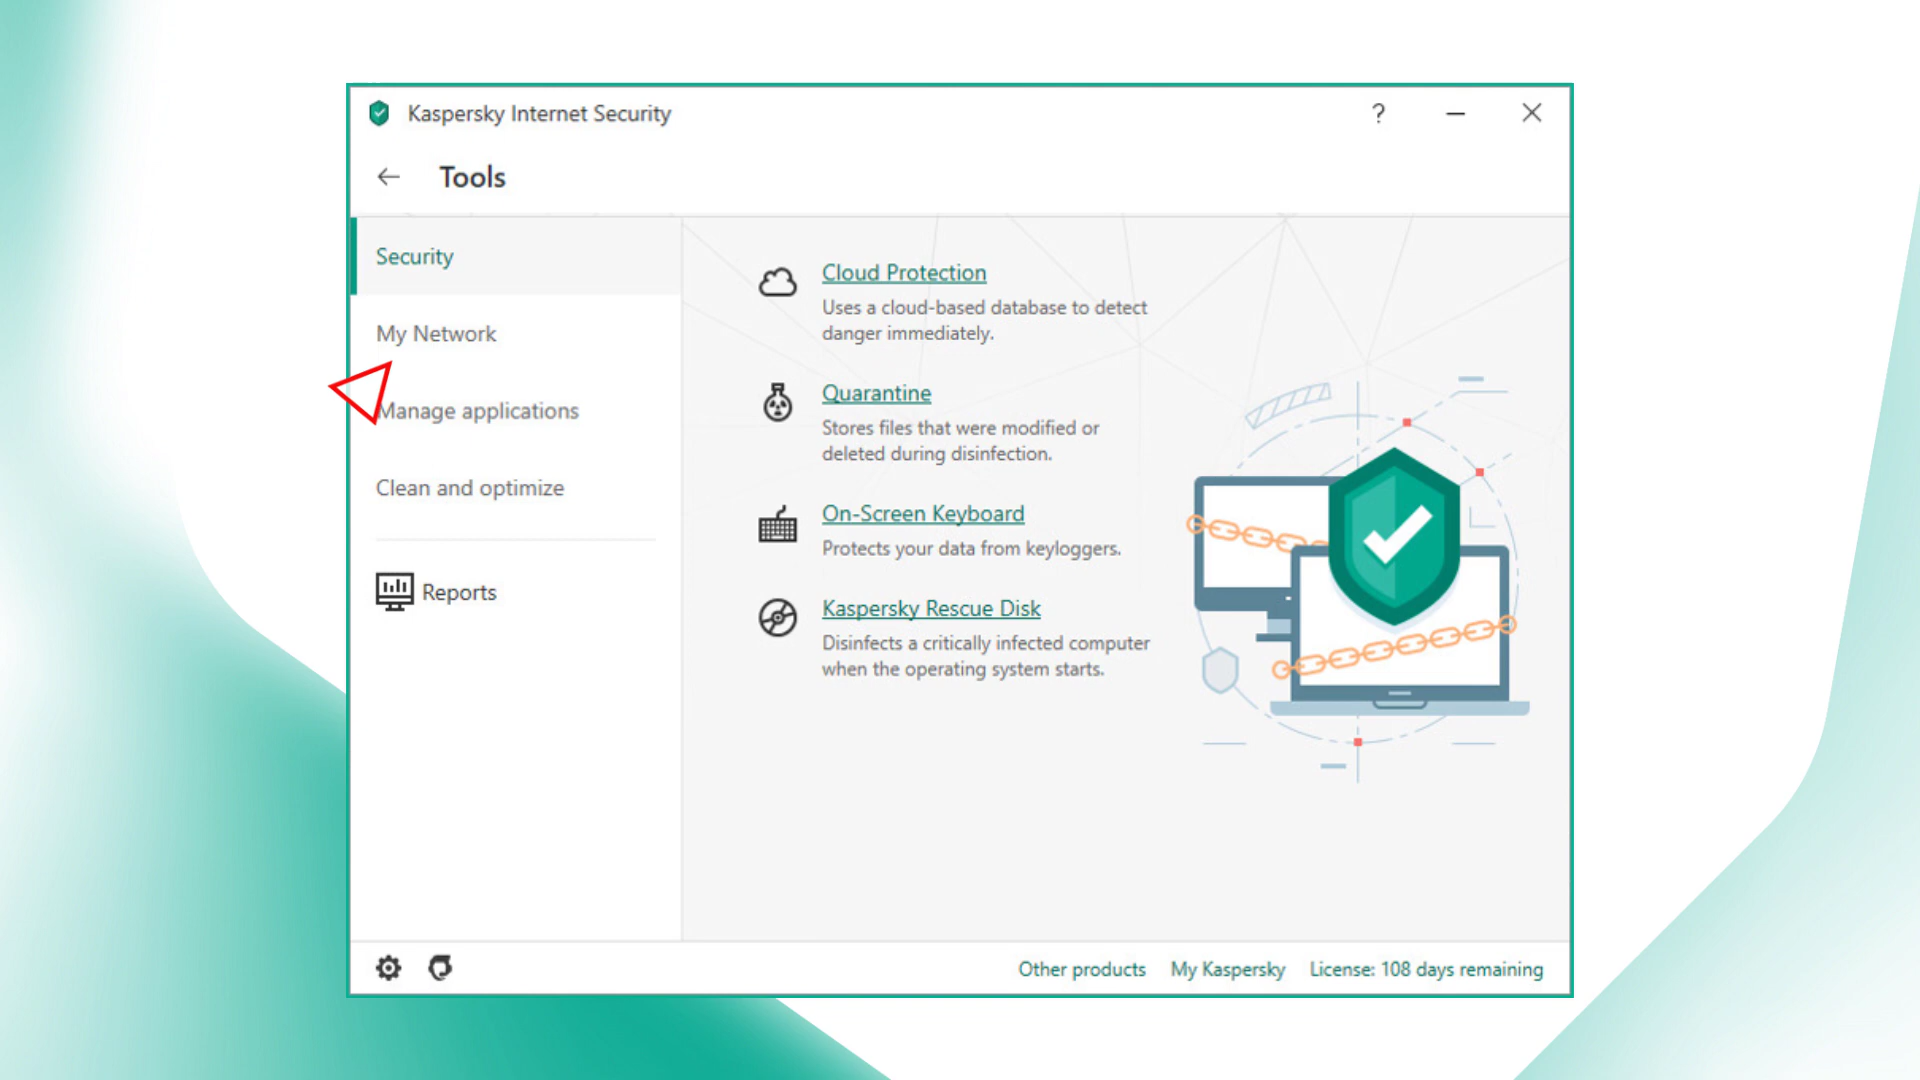 Kaspersky Internet Security
?
Tools
Security
My Network
Manage applications
Clean and optimize
Reports
Cloud Protection
Uses a cloud-based database to detect
danger immediately.
Quarantine
Stores files that were modified or
deleted during disinfection.
On-Screen Keyboard
Protects your data from keyloggers.
Kaspersky Rescue Disk
Disinfects a critically infected computer
when the operating system starts.
Other products My Kaspersky License: 108 days remaining